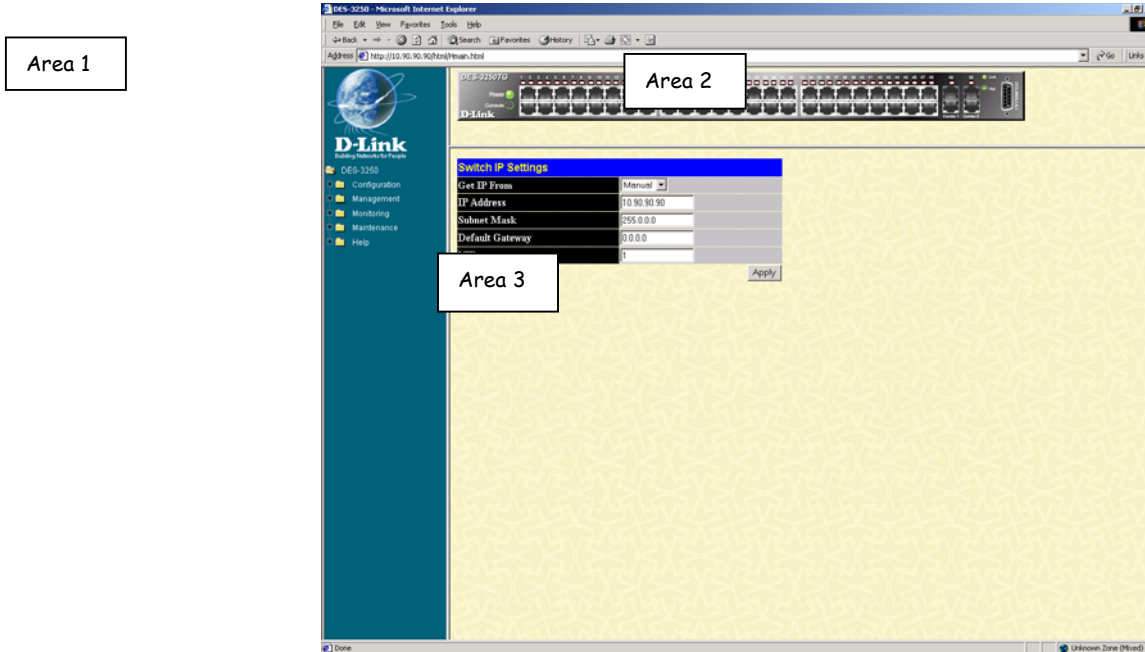 DES-3250 - Microsoft Internet Explorer
File Edit View Favorites Tools Help
Back Search Favorites History
Address http://10.90.90.90/html/Hmain.html Go Links
Area 1
DES-3250TG
Power
Console
D-Link
Area 2
D-Link
Building Networks for People
DES-3250
Configuration
Management
Monitoring
Maintenance
Help
Switch IP Settings
Get IP From Manual
IP Address 10.90.90.90
Subnet Mask 255.0.0.0
Default Gateway 0.0.0.0
1
Apply
Area 3
Done Unknown Zone (Mixed)